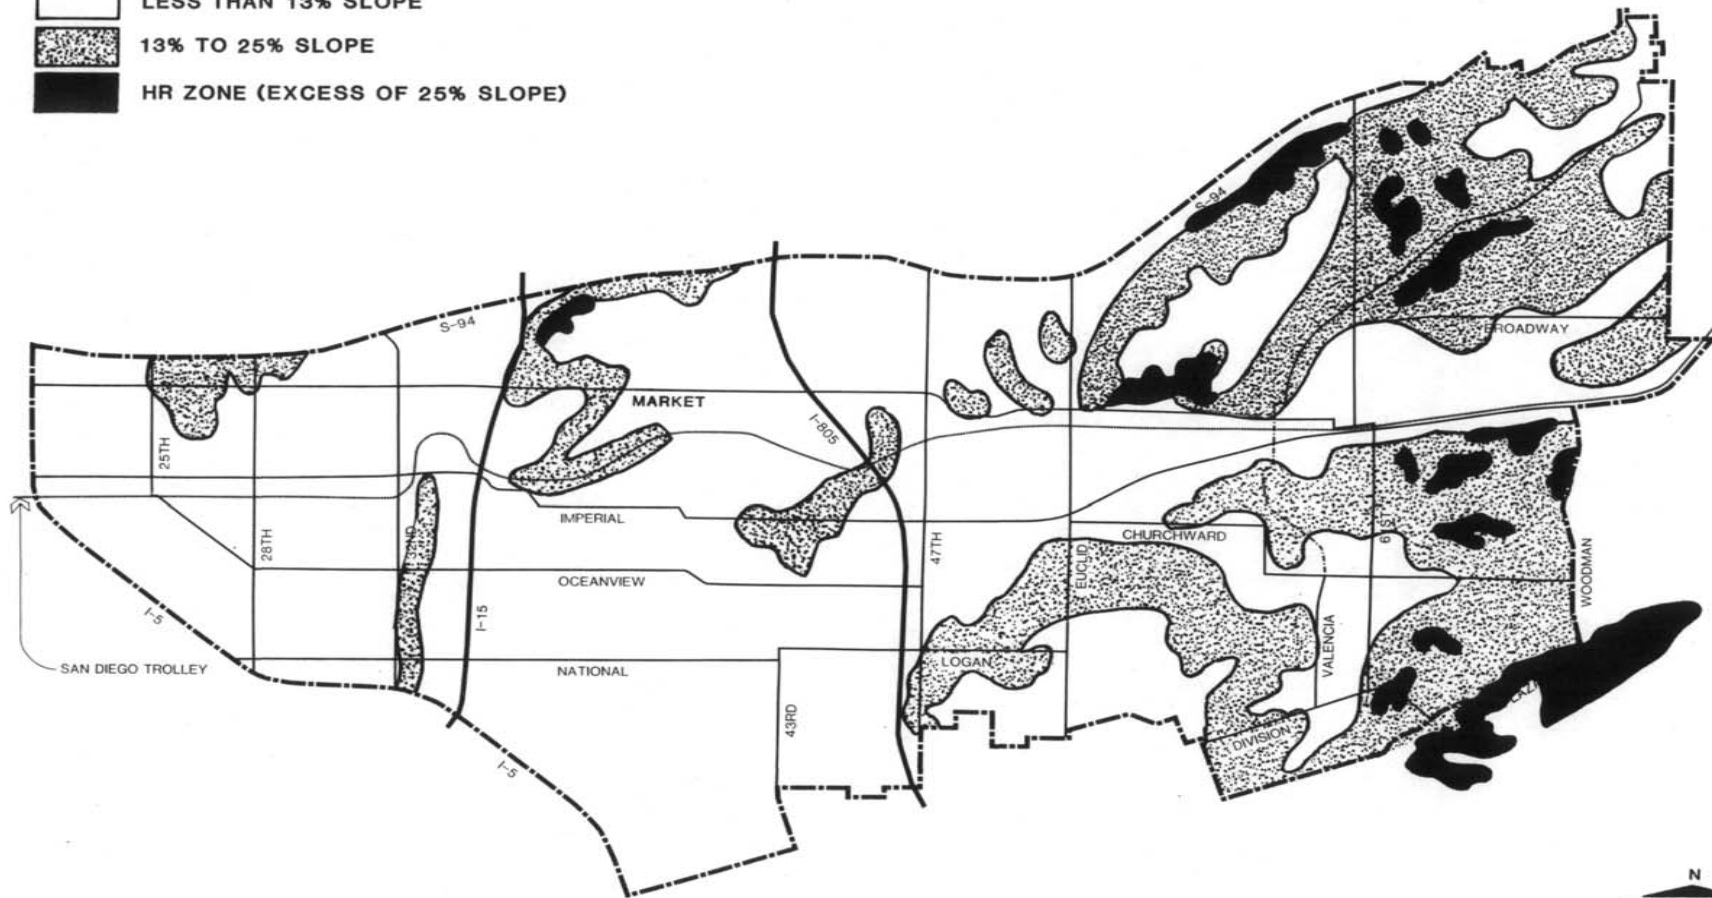 LESS THAN 13% SLOPE
13% TO 25% SLOPE
HR ZONE (EXCESS OF 25% SLOPE)
S-94
S-94
BROADWAY
MARKET
I-805
25TH
28TH
IMPERIAL
47TH
EUCLID
CHURCHWARD
OCEANVIEW
WOODMAN
I-5
I-15
VALENCIA
SAN DIEGO TROLLEY
NATIONAL
LOGAN
43RD
DIVISION
I-5
N